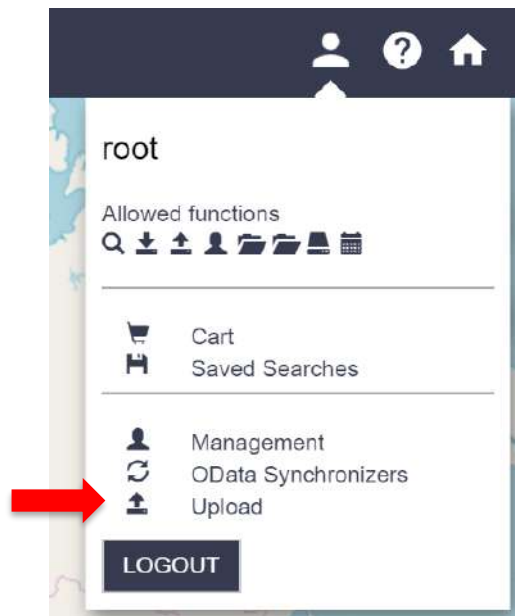 root
Allowed functions
Cart
Saved Searches
Management
OData Synchronizers
Upload
LOGOUT